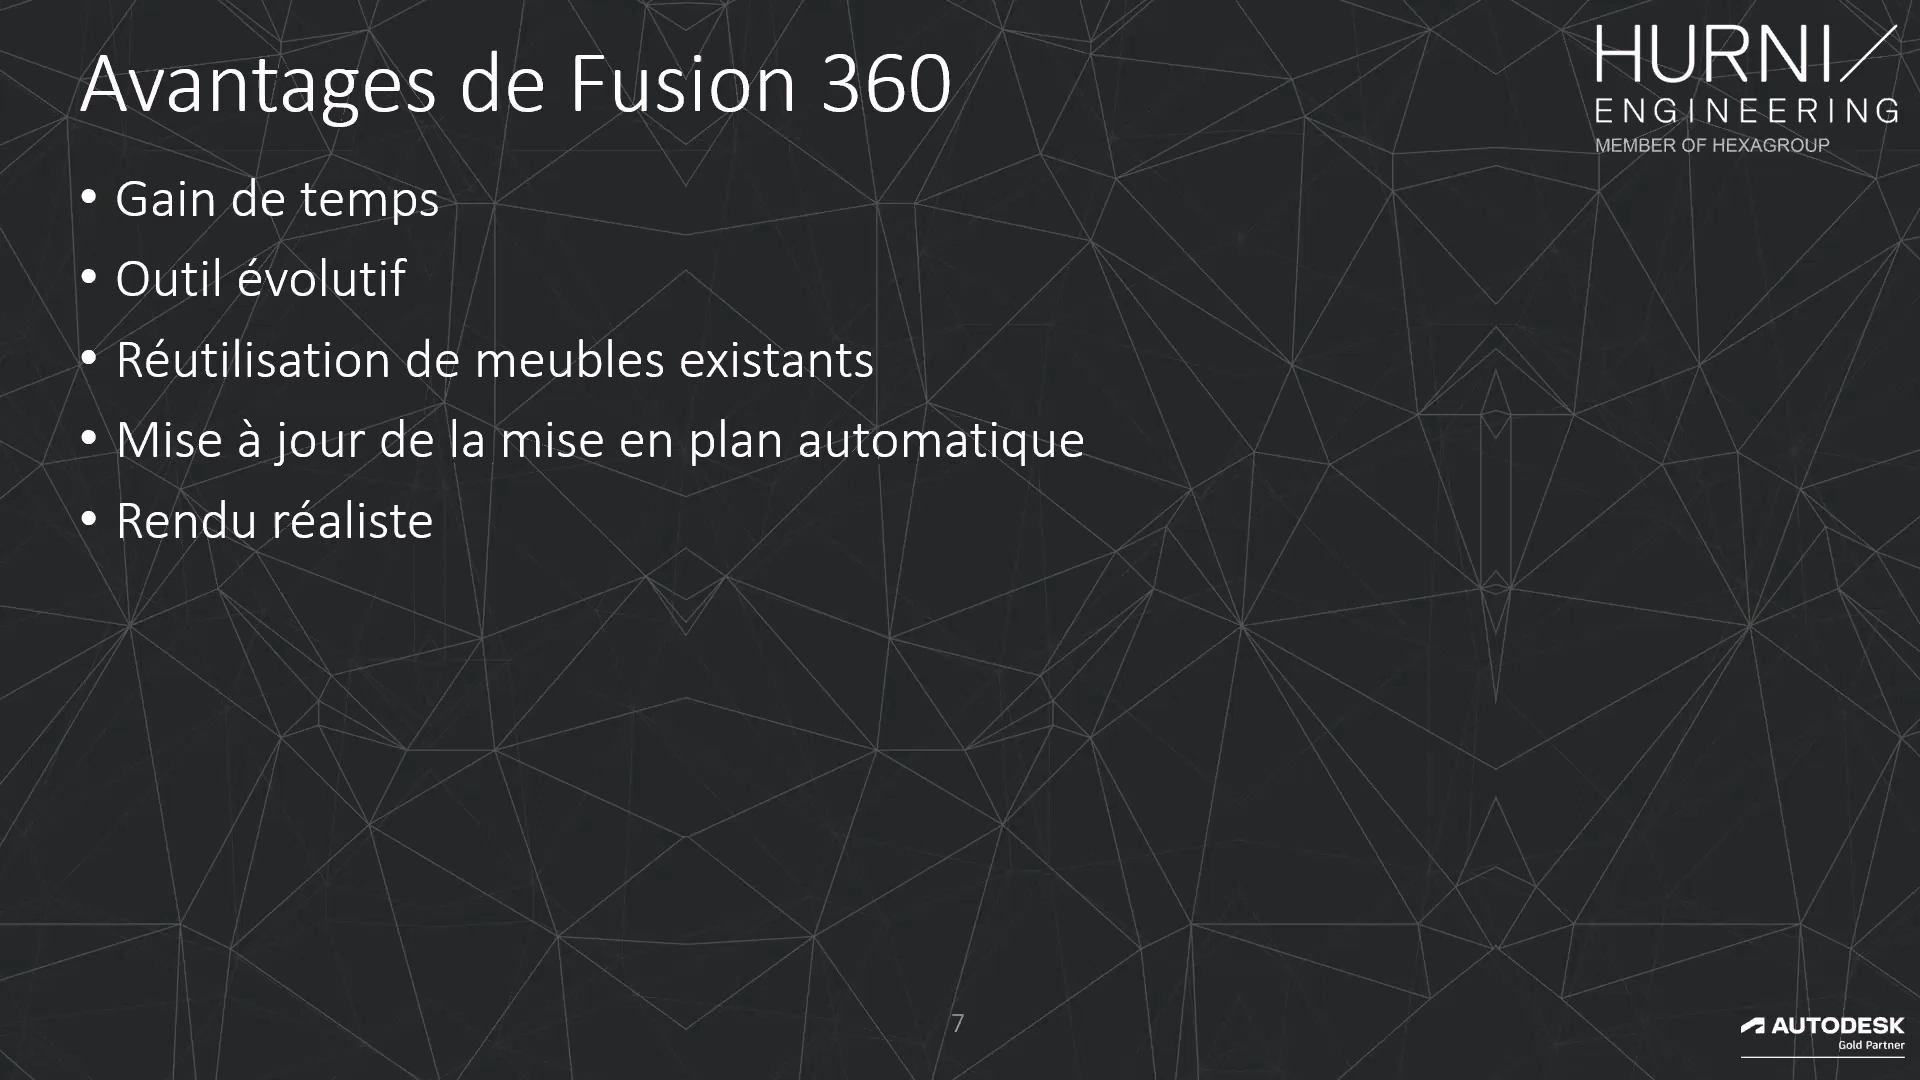 Avantages de Fusion 360
HURNI
ENGINEERING
MEMBER OF HEXAGROUP
• Gain de temps
• Outil évolutif
• Réutilisation de meubles existants
• Mise à jour de la mise en plan automatique
• Rendu réaliste
7
AUTODESK
Gold Partner